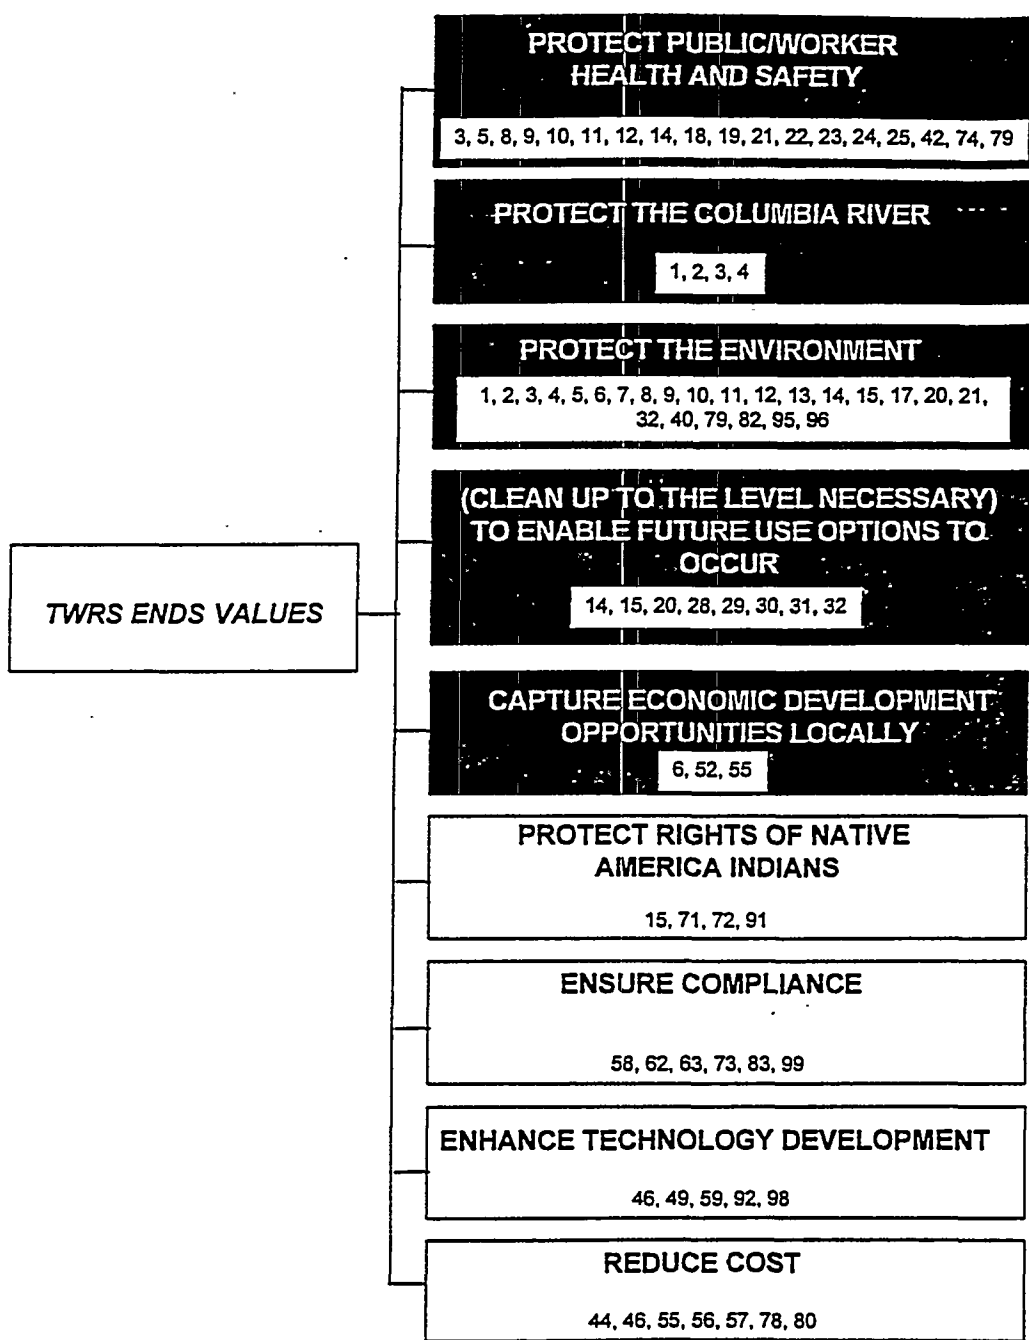 PROTECT PUBLIC/WORKER
HEALTH AND SAFETY
3, 5, 8, 9, 10, 11, 12, 14, 18, 19, 21, 22, 23, 24, 25, 42, 74, 79
PROTECT THE COLUMBIA RIVER
1, 2, 3, 4
PROTECT THE ENVIRONMENT
1, 2, 3, 4, 5, 6, 7, 8, 9, 10, 11, 12, 13, 14, 15, 17, 20, 21,
32, 40, 79, 82, 95, 96
(CLEAN UP TO THE LEVEL NECESSARY)
TO ENABLE FUTURE USE OPTIONS TO
OCCUR
14, 15, 20, 28, 29, 30, 31, 32
TWRS ENDS VALUES
CAPTURE ECONOMIC DEVELOPMENT
OPPORTUNITIES LOCALLY
6, 52, 55
PROTECT RIGHTS OF NATIVE
AMERICA INDIANS
15, 71, 72, 91
ENSURE COMPLIANCE
58, 62, 63, 73, 83, 99
ENHANCE TECHNOLOGY DEVELOPMENT
46, 49, 59, 92, 98
REDUCE COST
44, 46, 55, 56, 57, 78, 80